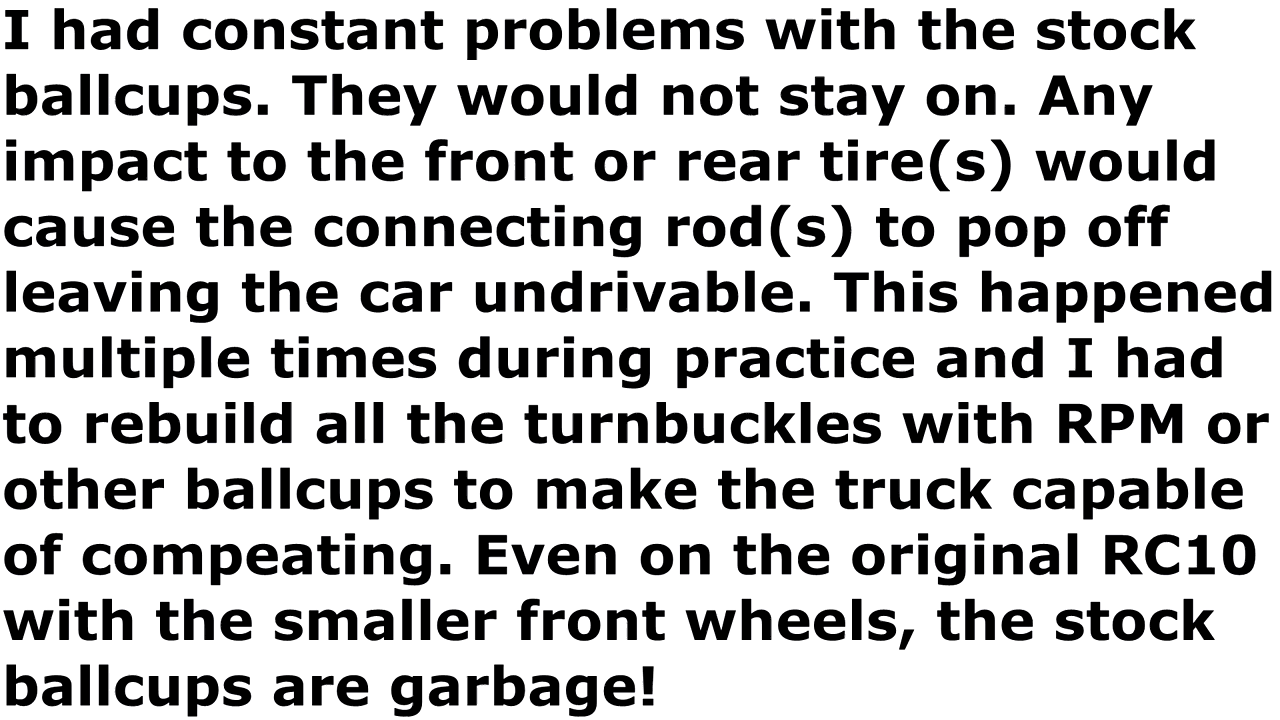 I had constant problems with the stock
ballcups. They would not stay on. Any
impact to the front or rear tire(s) would
cause the connecting rod(s) to pop off
leaving the car undrivable. This happened
multiple times during practice and I had
to rebuild all the turnbuckles with RPM or
other ballcups to make the truck capable
of compeating. Even on the original RC10
with the smaller front wheels, the stock
ballcups are garbage!